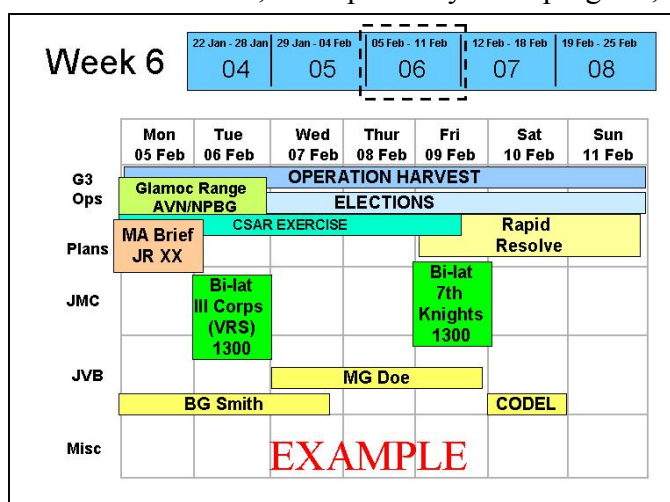 Week 6
22 Jan - 28 Jan 29 Jan - 04 Feb 05 Feb - 11 Feb 12 Feb - 18 Feb 19 Feb - 25 Feb
04 05 06 07 08
Mon Tue Wed Thur Fri Sat Sun
05 Feb 06 Feb 07 Feb 08 Feb 09 Feb 10 Feb 11 Feb
G3
Ops
OPERATION HARVEST
Glamoc Range
AVN/NPBG
ELECTIONS
CSAR EXERCISE
Rapid
Resolve
Plans
MA Brief
JR XX
JMC
Bi-lat
III Corps
(VRS)
1300
Bi-lat
7th
Knights
1300
JVB
MG Doe
BG Smith
CODEL
Misc
EXAMPLE